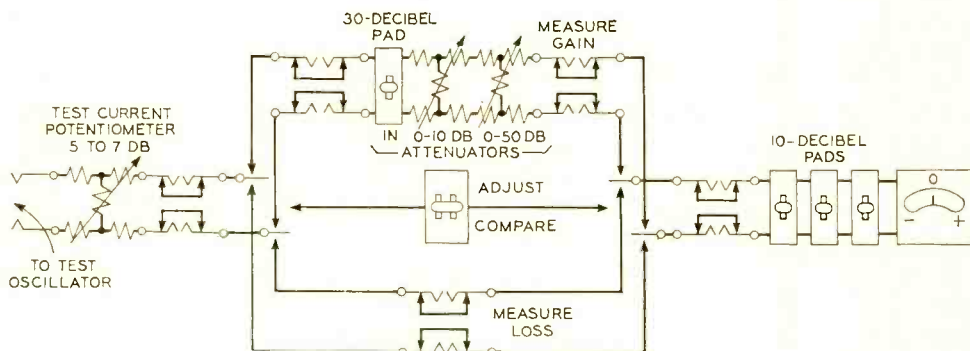 30-DECIBEL
PAD
MEASURE
GAIN
TEST CURRENT
POTENTIOMETER
5 TO 7 DB
IN
0-10 DB
0-50 DB
ATTENUATORS
10-DECIBEL
PADS
0
- +
ADJUST
COMPARE
TO TEST
OSCILLATOR
MEASURE
LOSS